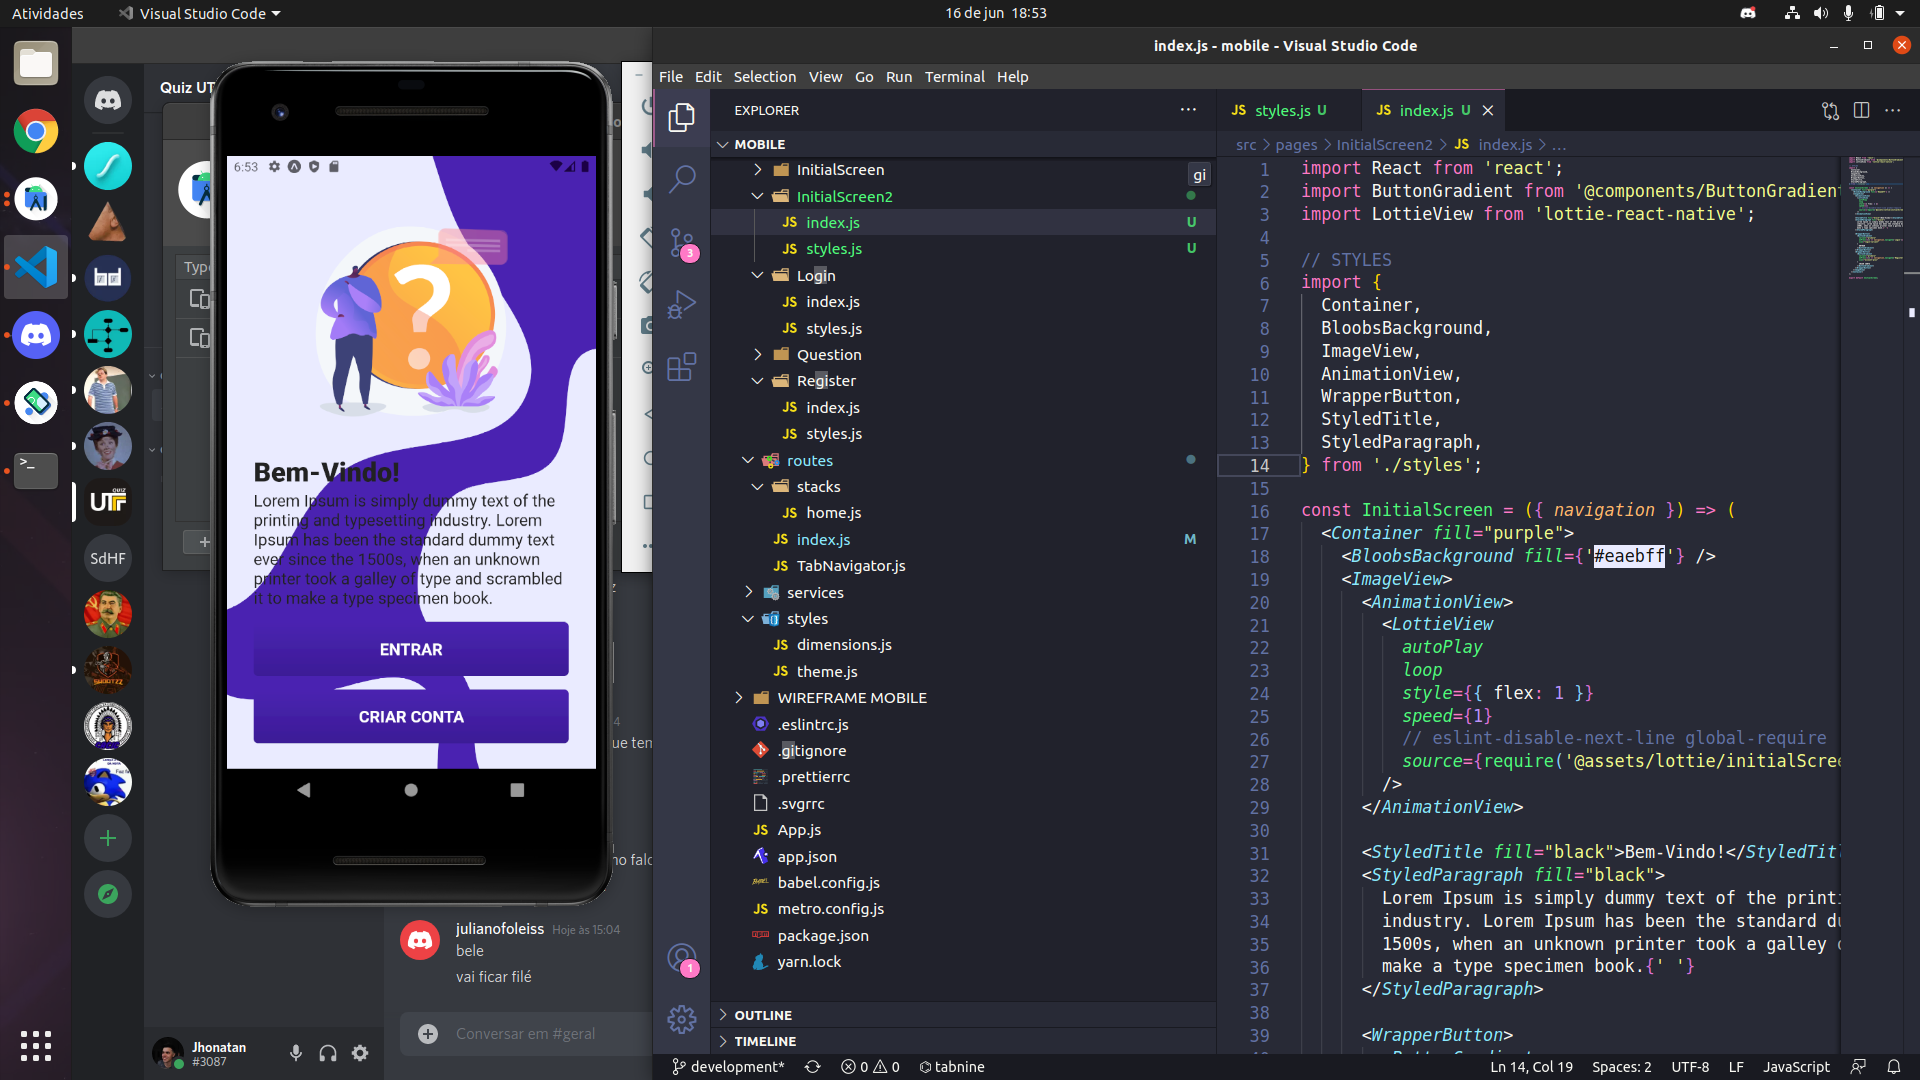 Atividades
Visual Studio Code
16 de jun 18:53
index.js - mobile - Visual Studio Code
File Edit Selection View Go Run Terminal Help
Quiz UT
Type
SdHF
QUIZ
UTF
6:53
Bem-Vindo!
Lorem Ipsum is simply dummy text of the
printing and typesetting industry. Lorem
Ipsum has been the standard dummy text
ever since the 1500s, when an unknown
printer took a galley of type and scrambled
it to make a type specimen book.
ENTRAR
CRIAR CONTA
ue tem
no falc
julianofoleiss Hoje às 15:04
bele
vai ficar filé
Conversar em #geral
Jhonatan
#3087
3
1
EXPLORER
MOBILE
gi
InitialScreen
InitialScreen2
index.js U
styles.js U
Login
index.js
styles.js
Question
Register
index.js
styles.js
routes
stacks
home.js
index.js M
TabNavigator.js
services
styles
dimensions.js
theme.js
WIREFRAME MOBILE
.eslintrc.js
.gitignore
.prettierrc
.svgrrc
App.js
app.json
babel.config.js
metro.config.js
package.json
yarn.lock
OUTLINE
TIMELINE
JS styles.js U
JS index.js U
src > pages > InitialScreen2 > JS index.js > ...
1 import React from 'react';
2 import ButtonGradient from '@components/ButtonGradient
3 import LottieView from 'lottie-react-native';
4
5 // STYLES
6 import {
7 Container,
8 BloobsBackground,
9 ImageView,
10 AnimationView,
11 WrapperButton,
12 StyledTitle,
13 StyledParagraph,
14 } from './styles';
15
16 const InitialScreen = ({ navigation }) => (
17 <Container fill="purple">
18 <BloobsBackground fill={'#eaebff'} />
19 <ImageView>
20 <AnimationView>
21 <LottieView
22 autoPlay
23 loop
24 style={{ flex: 1 }}
25 speed={1}
26 // eslint-disable-next-line global-require
27 source={require('@assets/lottie/initialScree
28 />
29 </AnimationView>
30
31 <StyledTitle fill="black">Bem-Vindo!</StyledTitl
32 <StyledParagraph fill="black">
33 Lorem Ipsum is simply dummy text of the printi
34 industry. Lorem Ipsum has been the standard du
35 1500s, when an unknown printer took a galley o
36 make a type specimen book.{' '}
37 </StyledParagraph>
38
39 <WrapperButton>
development* 0 0 tabnine
Ln 14, Col 19 Spaces: 2 UTF-8 LF JavaScript